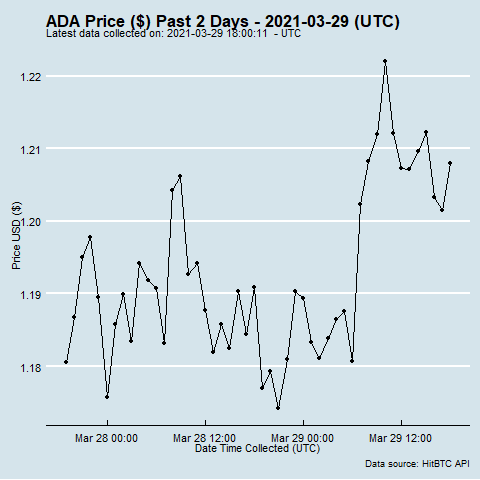 ADA Price ($) Past 2 Days - 2021-03-29 (UTC)
Latest data collected on: 2021-03-29 18:00:11 - UTC
1.22
1.21
1.20
1.19
1.18
Price USD ($)
Mar 28 00:00 Mar 28 12:00 Mar 29 00:00 Mar 29 12:00
Date Time Collected (UTC)
Data source: HitBTC API